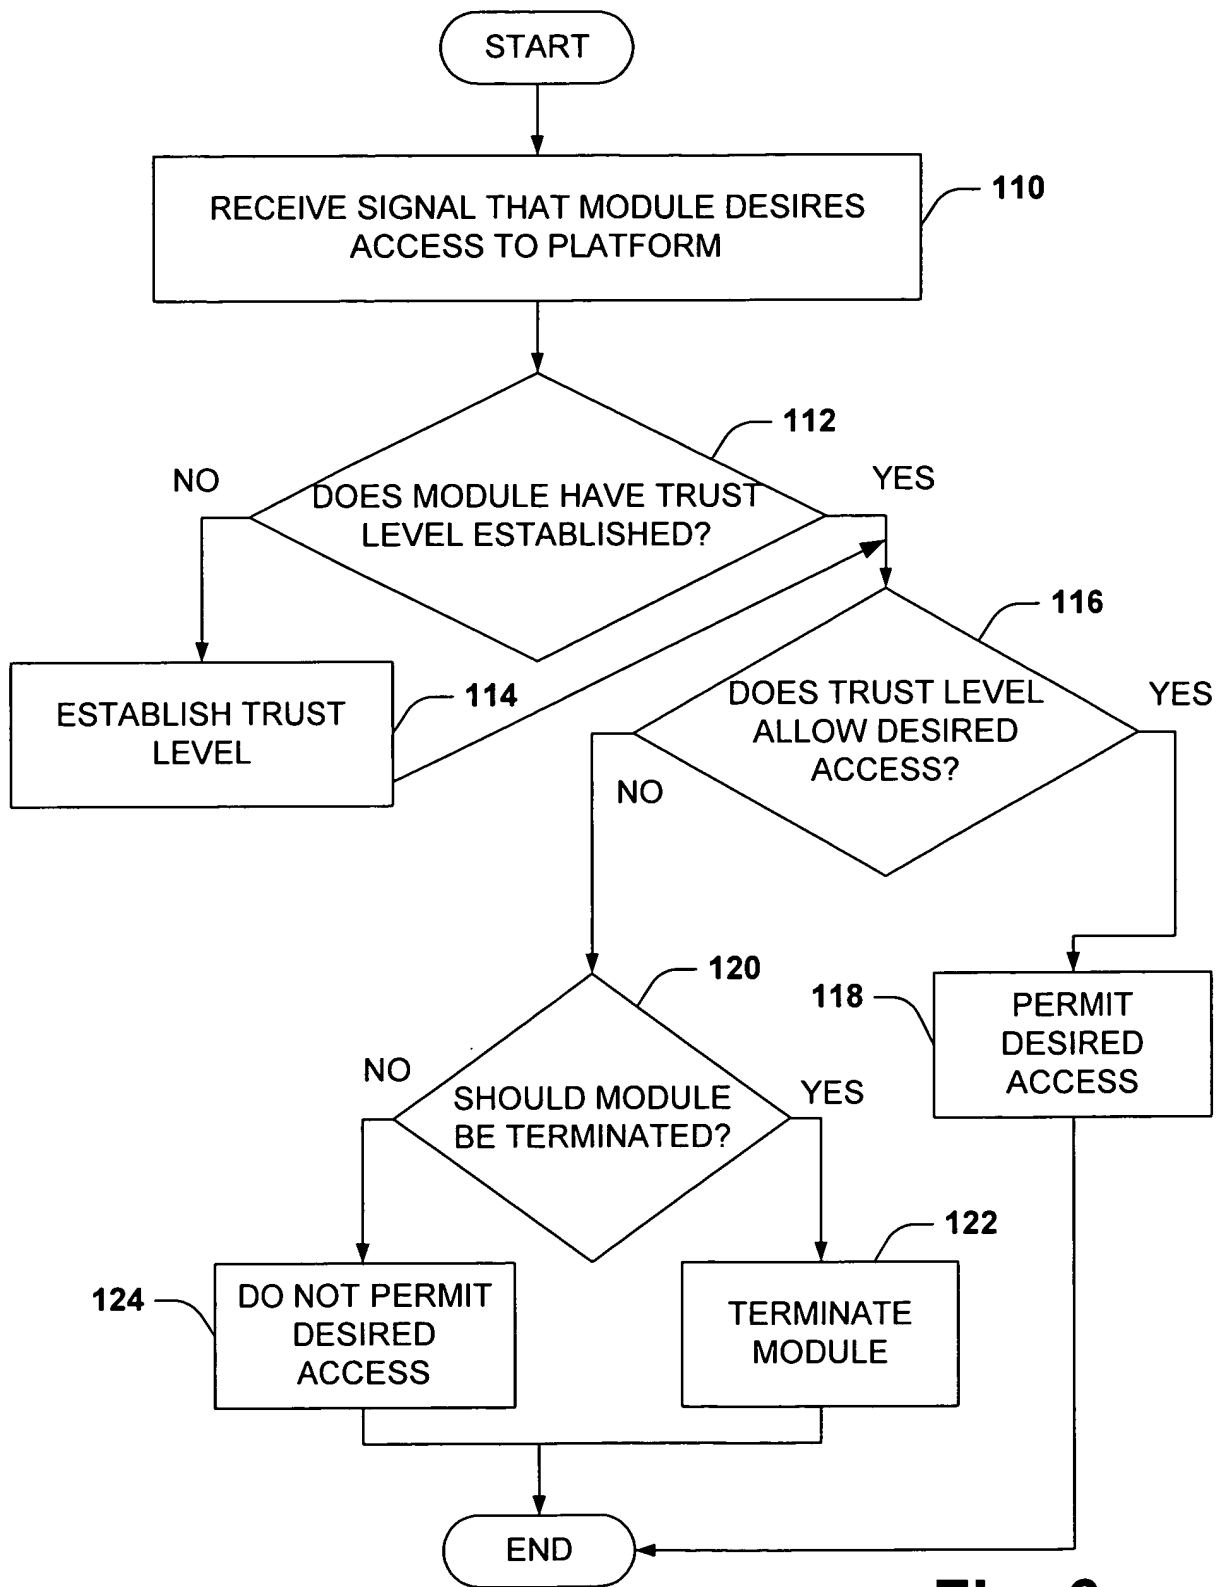 START
RECEIVE SIGNAL THAT MODULE DESIRES
ACCESS TO PLATFORM
110
112
NO
YES
DOES MODULE HAVE TRUST
LEVEL ESTABLISHED?
116
114
ESTABLISH TRUST
LEVEL
DOES TRUST LEVEL
ALLOW DESIRED
ACCESS?
YES
NO
120
118
PERMIT
DESIRED
ACCESS
NO
YES
SHOULD MODULE
BE TERMINATED?
122
124
DO NOT PERMIT
DESIRED
ACCESS
TERMINATE
MODULE
END